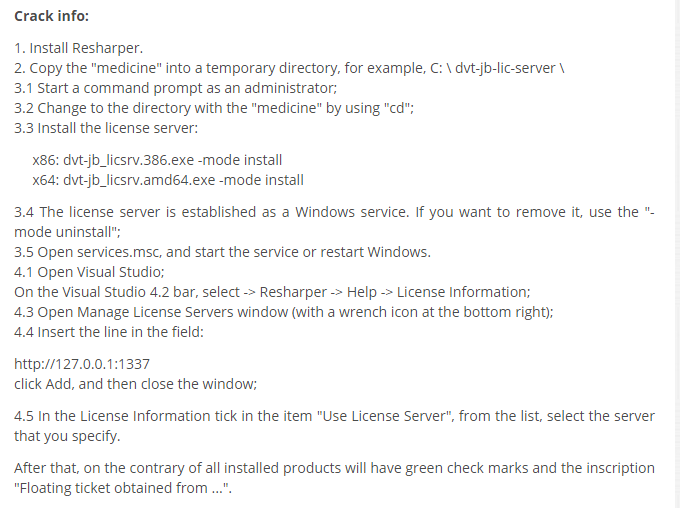 Crack info:
1. Install Resharper.
2. Copy the "medicine" into a temporary directory, for example, C: \ dvt-jb-lic-server \
3.1 Start a command prompt as an administrator;
3.2 Change to the directory with the "medicine" by using "cd";
3.3 Install the license server:
x86: dvt-jb_licsrv.386.exe -mode install
x64: dvt-jb_licsrv.amd64.exe -mode install
3.4 The license server is established as a Windows service. If you want to remove it, use the "-
mode uninstall";
3.5 Open services.msc, and start the service or restart Windows.
4.1 Open Visual Studio;
On the Visual Studio 4.2 bar, select -> Resharper -> Help -> License Information;
4.3 Open Manage License Servers window (with a wrench icon at the bottom right);
4.4 Insert the line in the field:
http://127.0.0.1:1337
click Add, and then close the window;
4.5 In the License Information tick in the item "Use License Server", from the list, select the server
that you specify.
After that, on the contrary of all installed products will have green check marks and the inscription
"Floating ticket obtained from ...".